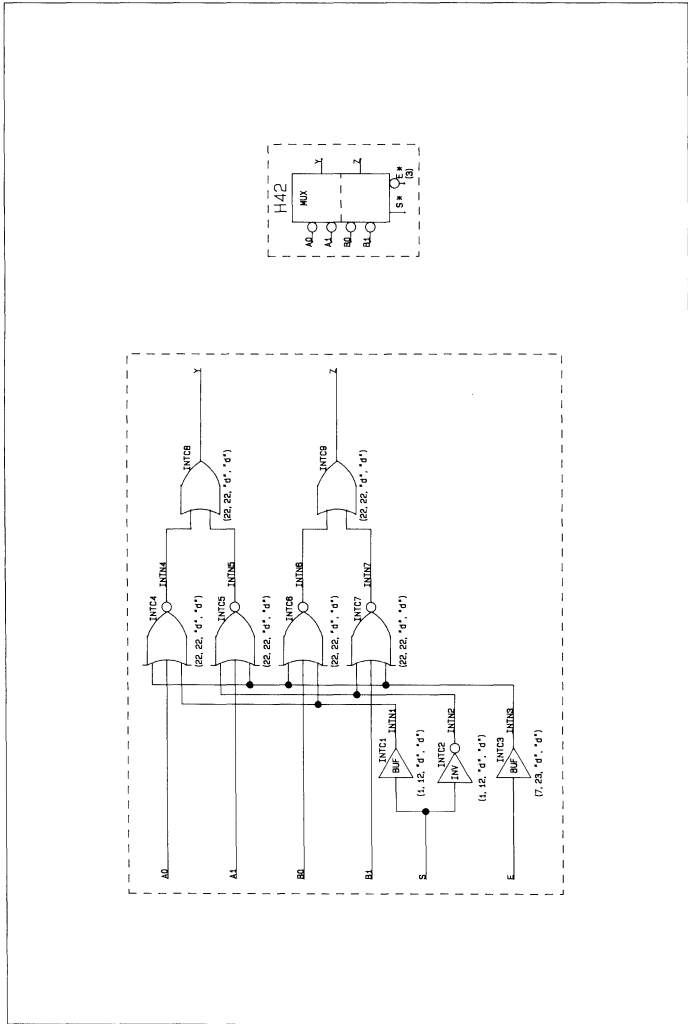 H42
MUX
A0
A1
B0
B1
Y
Z
S*
E*
(3)
A0
A1
B0
B1
S
E
INTC1
BUF
(1, 12, "d", "d")
INTN1
INTC2
INV
(1, 12, "d", "d")
INTN2
INTC3
BUF
(7, 23, "d", "d")
INTN3
INTC4
(22, 22, "d", "d")
INTN4
INTC5
(22, 22, "d", "d")
INTN5
INTC6
(22, 22, "d", "d")
INTN6
INTC7
(22, 22, "d", "d")
INTN7
INTC8
(22, 22, "d", "d")
Y
INTC9
(22, 22, "d", "d")
Z